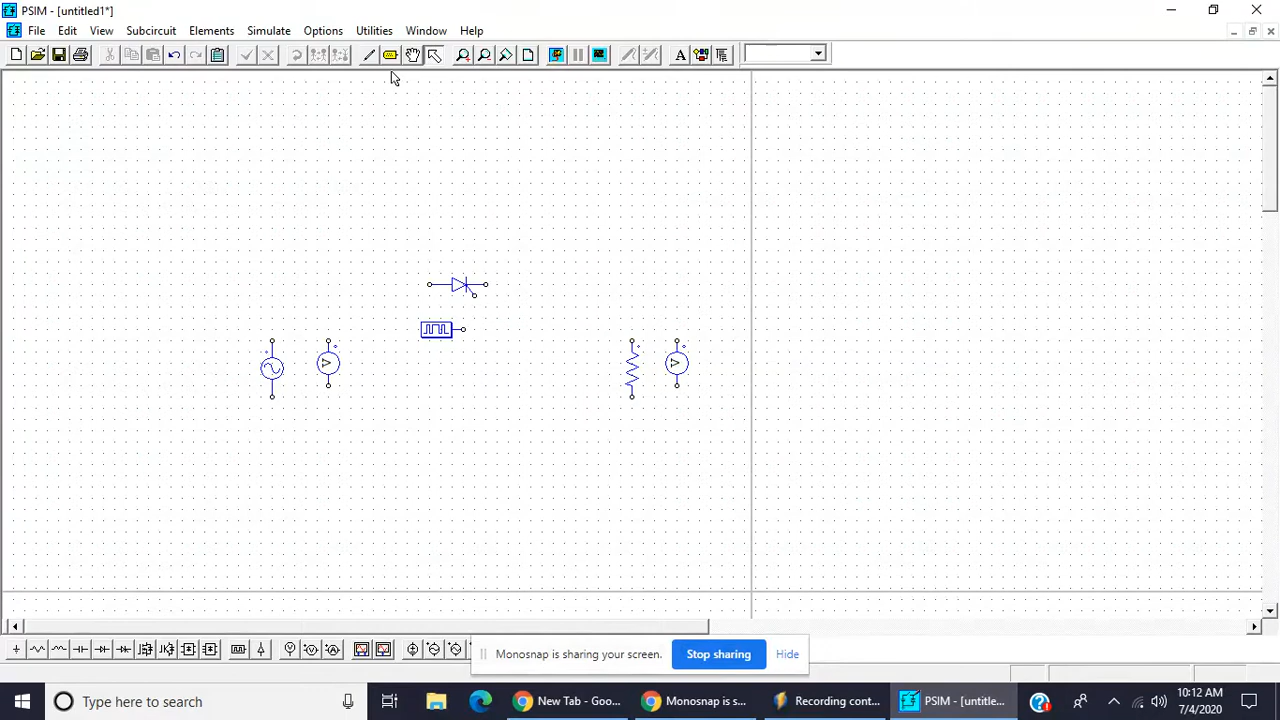 PSIM - [untitled1*]
File Edit View Subcircuit Elements Simulate Options Utilities Window Help
A
V V
Monosnap is sharing your screen. Stop sharing Hide
Type here to search
New Tab - Goo... Monosnap is s... Recording cont... PSIM - [untitle...
10:12 AM
7/4/2020